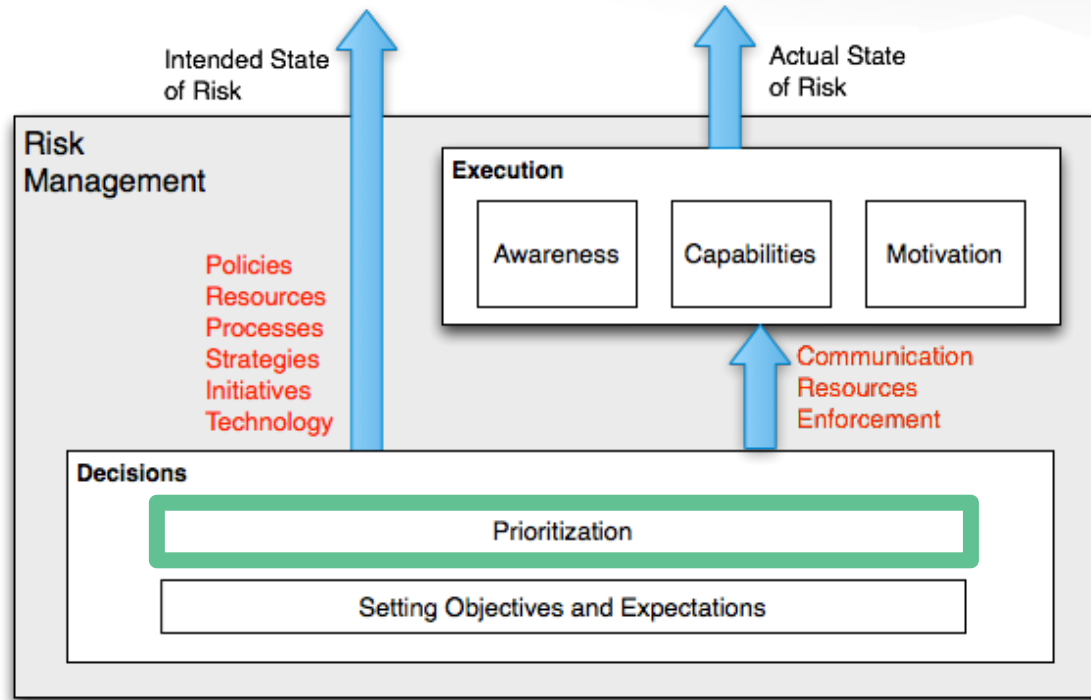 Intended State
of Risk
Actual State
of Risk
Risk
Management
Execution
Awareness
Capabilities
Motivation
Policies
Resources
Processes
Strategies
Initiatives
Technology
Communication
Resources
Enforcement
Decisions
Prioritization
Setting Objectives and Expectations